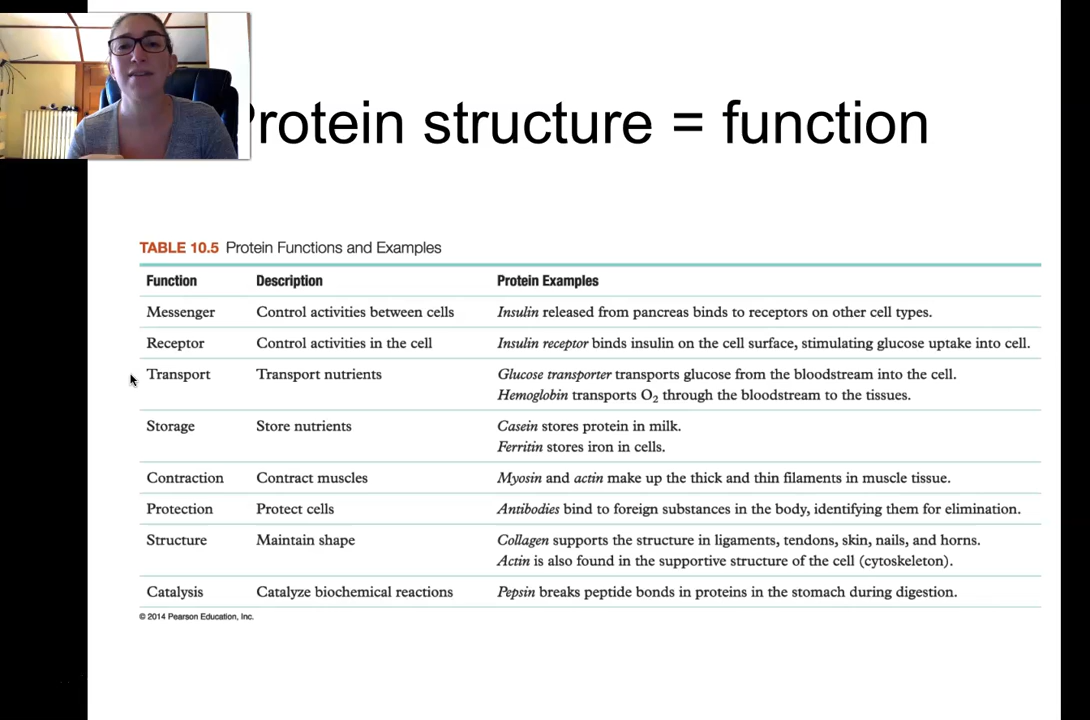 Protein structure = function
TABLE 10.5 Protein Functions and Examples
Function Description Protein Examples
Messenger Control activities between cells Insulin released from pancreas binds to receptors on other cell types.
Receptor Control activities in the cell Insulin receptor binds insulin on the cell surface, stimulating glucose uptake into cell.
Transport Transport nutrients Glucose transporter transports glucose from the bloodstream into the cell.
Hemoglobin transports O₂ through the bloodstream to the tissues.
Storage Store nutrients Casein stores protein in milk.
Ferritin stores iron in cells.
Contraction Contract muscles Myosin and actin make up the thick and thin filaments in muscle tissue.
Protection Protect cells Antibodies bind to foreign substances in the body, identifying them for elimination.
Structure Maintain shape Collagen supports the structure in ligaments, tendons, skin, nails, and horns.
Actin is also found in the supportive structure of the cell (cytoskeleton).
Catalysis Catalyze biochemical reactions Pepsin breaks peptide bonds in proteins in the stomach during digestion.
© 2014 Pearson Education, Inc.